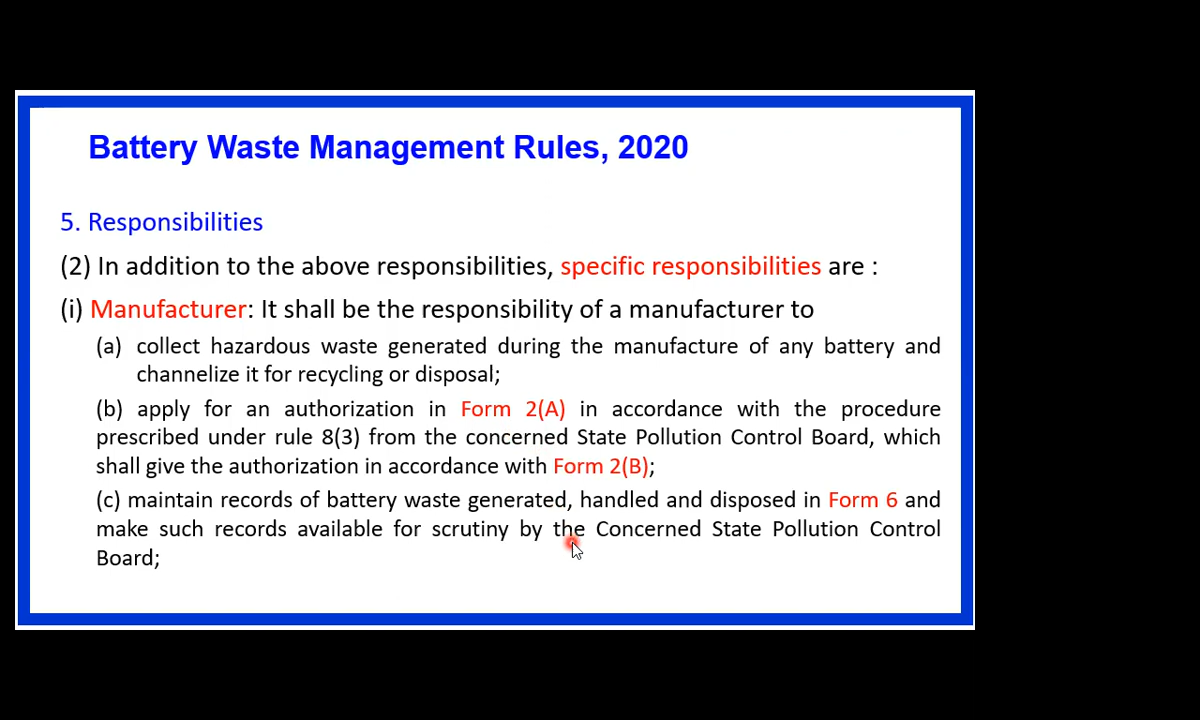 Battery Waste Management Rules, 2020
5. Responsibilities
(2) In addition to the above responsibilities, specific responsibilities are :
(i) Manufacturer: It shall be the responsibility of a manufacturer to
(a) collect hazardous waste generated during the manufacture of any battery and
channelize it for recycling or disposal;
(b) apply for an authorization in Form 2(A) in accordance with the procedure
prescribed under rule 8(3) from the concerned State Pollution Control Board, which
shall give the authorization in accordance with Form 2(B);
(c) maintain records of battery waste generated, handled and disposed in Form 6 and
make such records available for scrutiny by the Concerned State Pollution Control
Board;